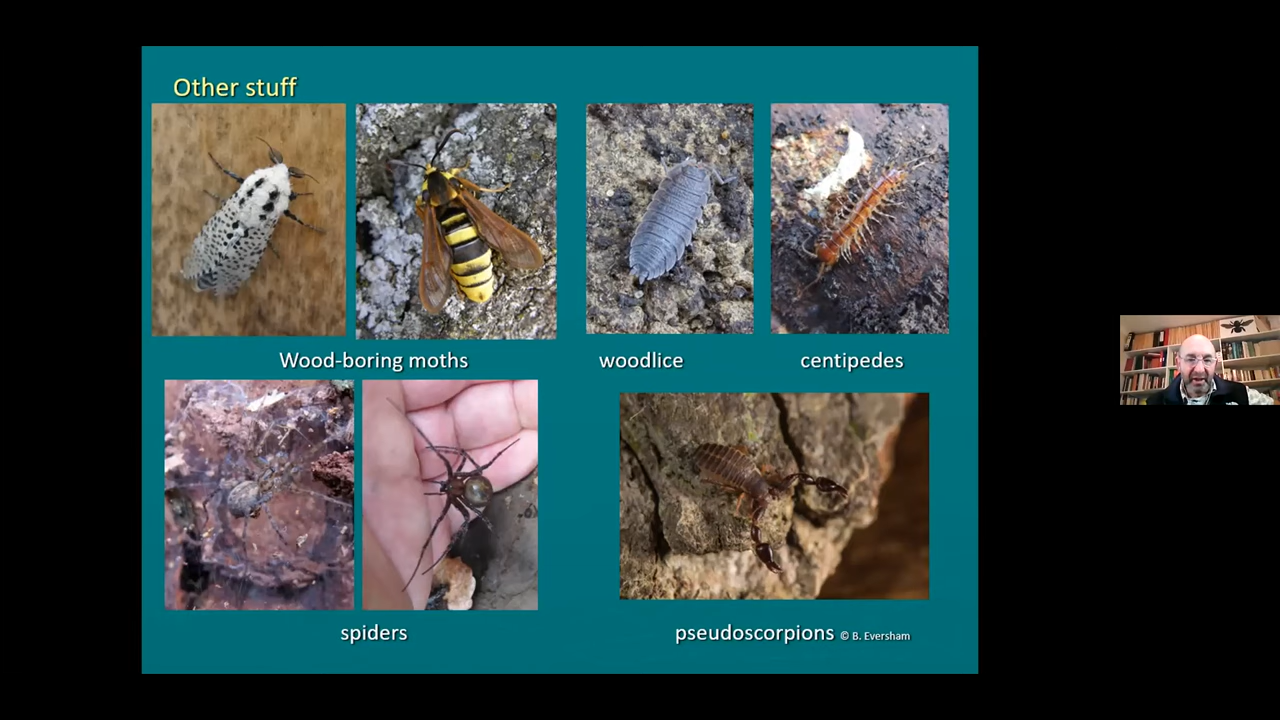 Other stuff
Wood-boring moths
woodlice
centipedes
spiders
pseudoscorpions © B. Eversham